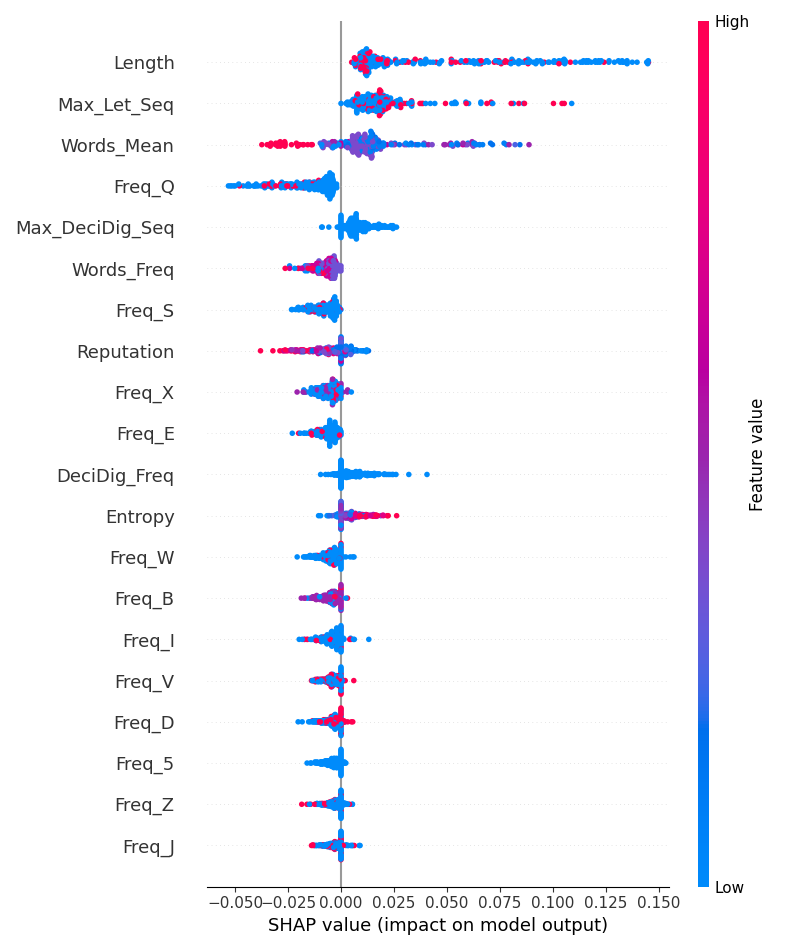 High
Length
Max_Let_Seq
Words_Mean
Freq_Q
Max_DeciDig_Seq
Words_Freq
Freq_S
Reputation
Freq_X
Freq_E
DeciDig_Freq
Entropy
Freq_W
Freq_B
Freq_I
Freq_V
Freq_D
Freq_5
Freq_Z
Freq_J
Feature value
Low
−0.050 −0.025 0.000 0.025 0.050 0.075 0.100 0.125 0.150
SHAP value (impact on model output)